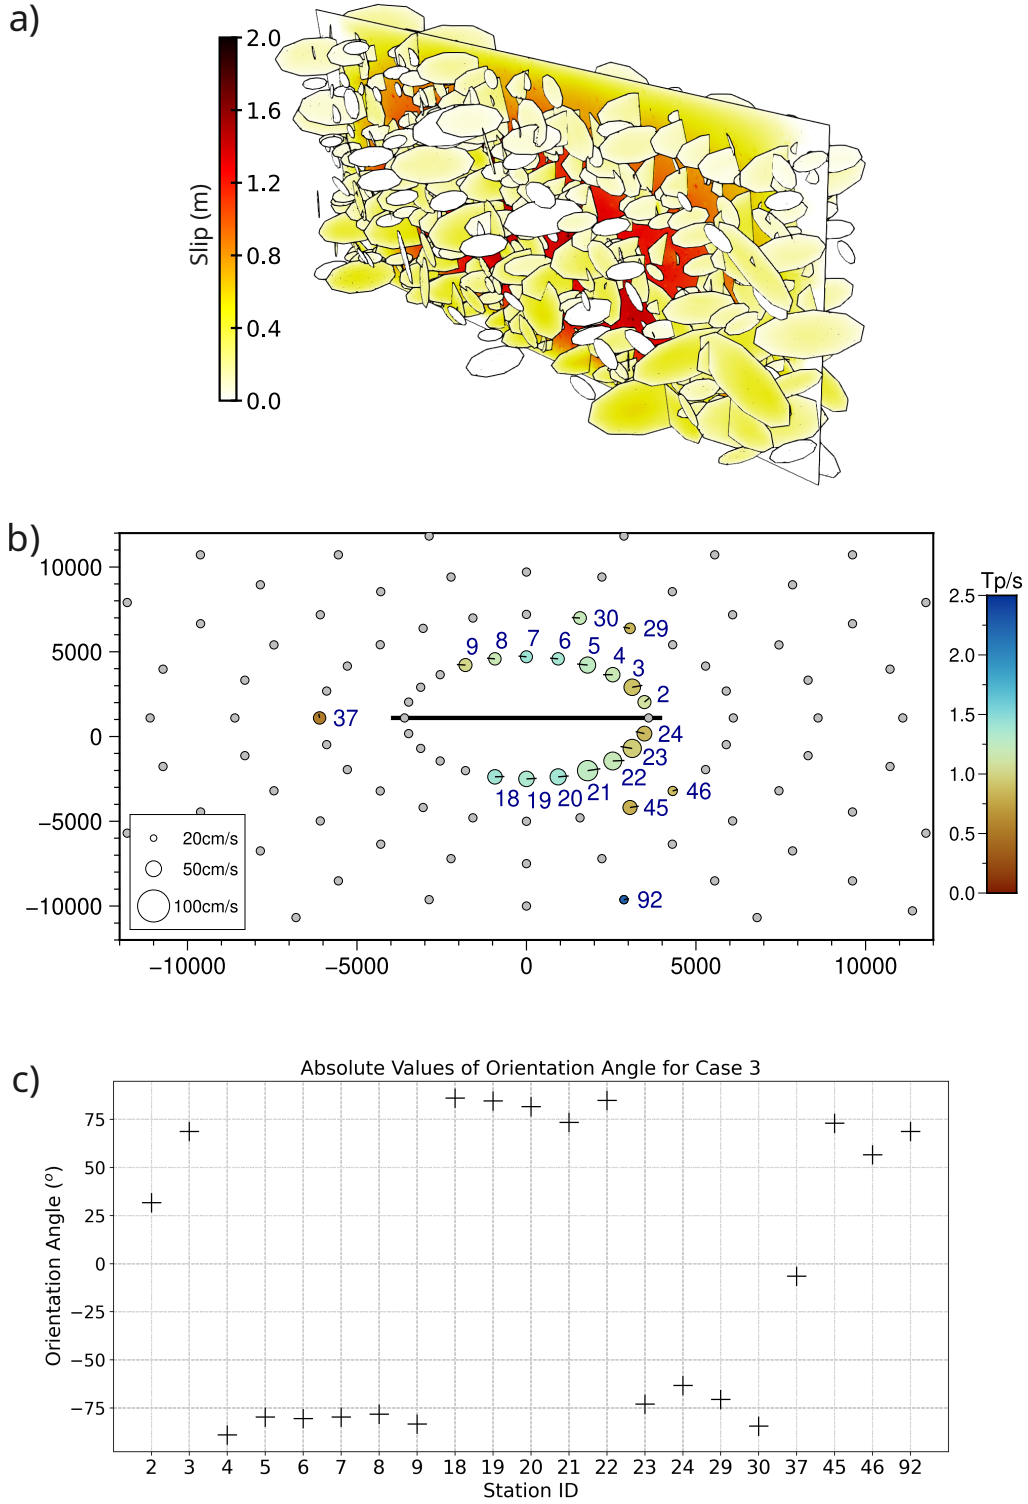 a)
2.0
1.6
1.2
0.8
0.4
0.0
Slip (m)
b)
10000
5000
0
−5000
−10000
−10000 −5000 0 5000 10000
30 29
9 8 7 6 5 4 3
2
37
24
23
22
18 19 20 21
45 46
92
20cm/s
50cm/s
100cm/s
Tp/s
2.5
2.0
1.5
1.0
0.5
0.0
c)
Absolute Values of Orientation Angle for Case 3
75
50
25
0
−25
−50
−75
Orientation Angle (°)
2 3 4 5 6 7 8 9 18 19 20 21 22 23 24 29 30 37 45 46 92
Station ID